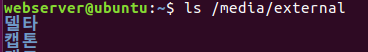 webserver@ubuntu:~$ ls /media/external
델타
캡톤